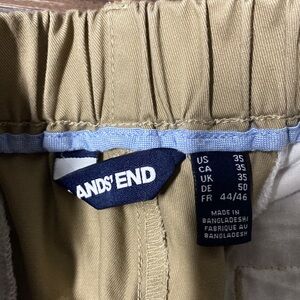 ANDS' END
US 35
CA 35
UK 35
DE 50
FR 44/46
MADE IN
BANGLADESH/
FABRIQUE AU
BANGLADESH